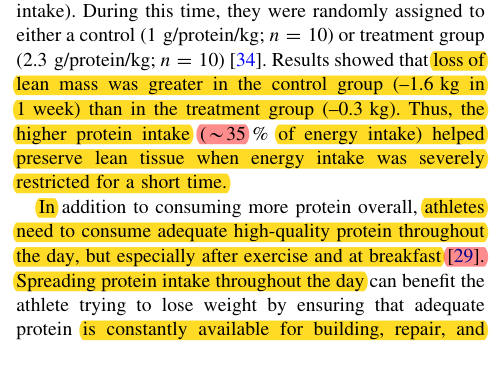 intake). During this time, they were randomly assigned to
either a control (1 g/protein/kg; n = 10) or treatment group
(2.3 g/protein/kg; n = 10) [34]. Results showed that loss of
lean mass was greater in the control group (–1.6 kg in
1 week) than in the treatment group (–0.3 kg). Thus, the
higher protein intake (~35 % of energy intake) helped
preserve lean tissue when energy intake was severely
restricted for a short time.
In addition to consuming more protein overall, athletes
need to consume adequate high-quality protein throughout
the day, but especially after exercise and at breakfast [29].
Spreading protein intake throughout the day can benefit the
athlete trying to lose weight by ensuring that adequate
protein is constantly available for building, repair, and